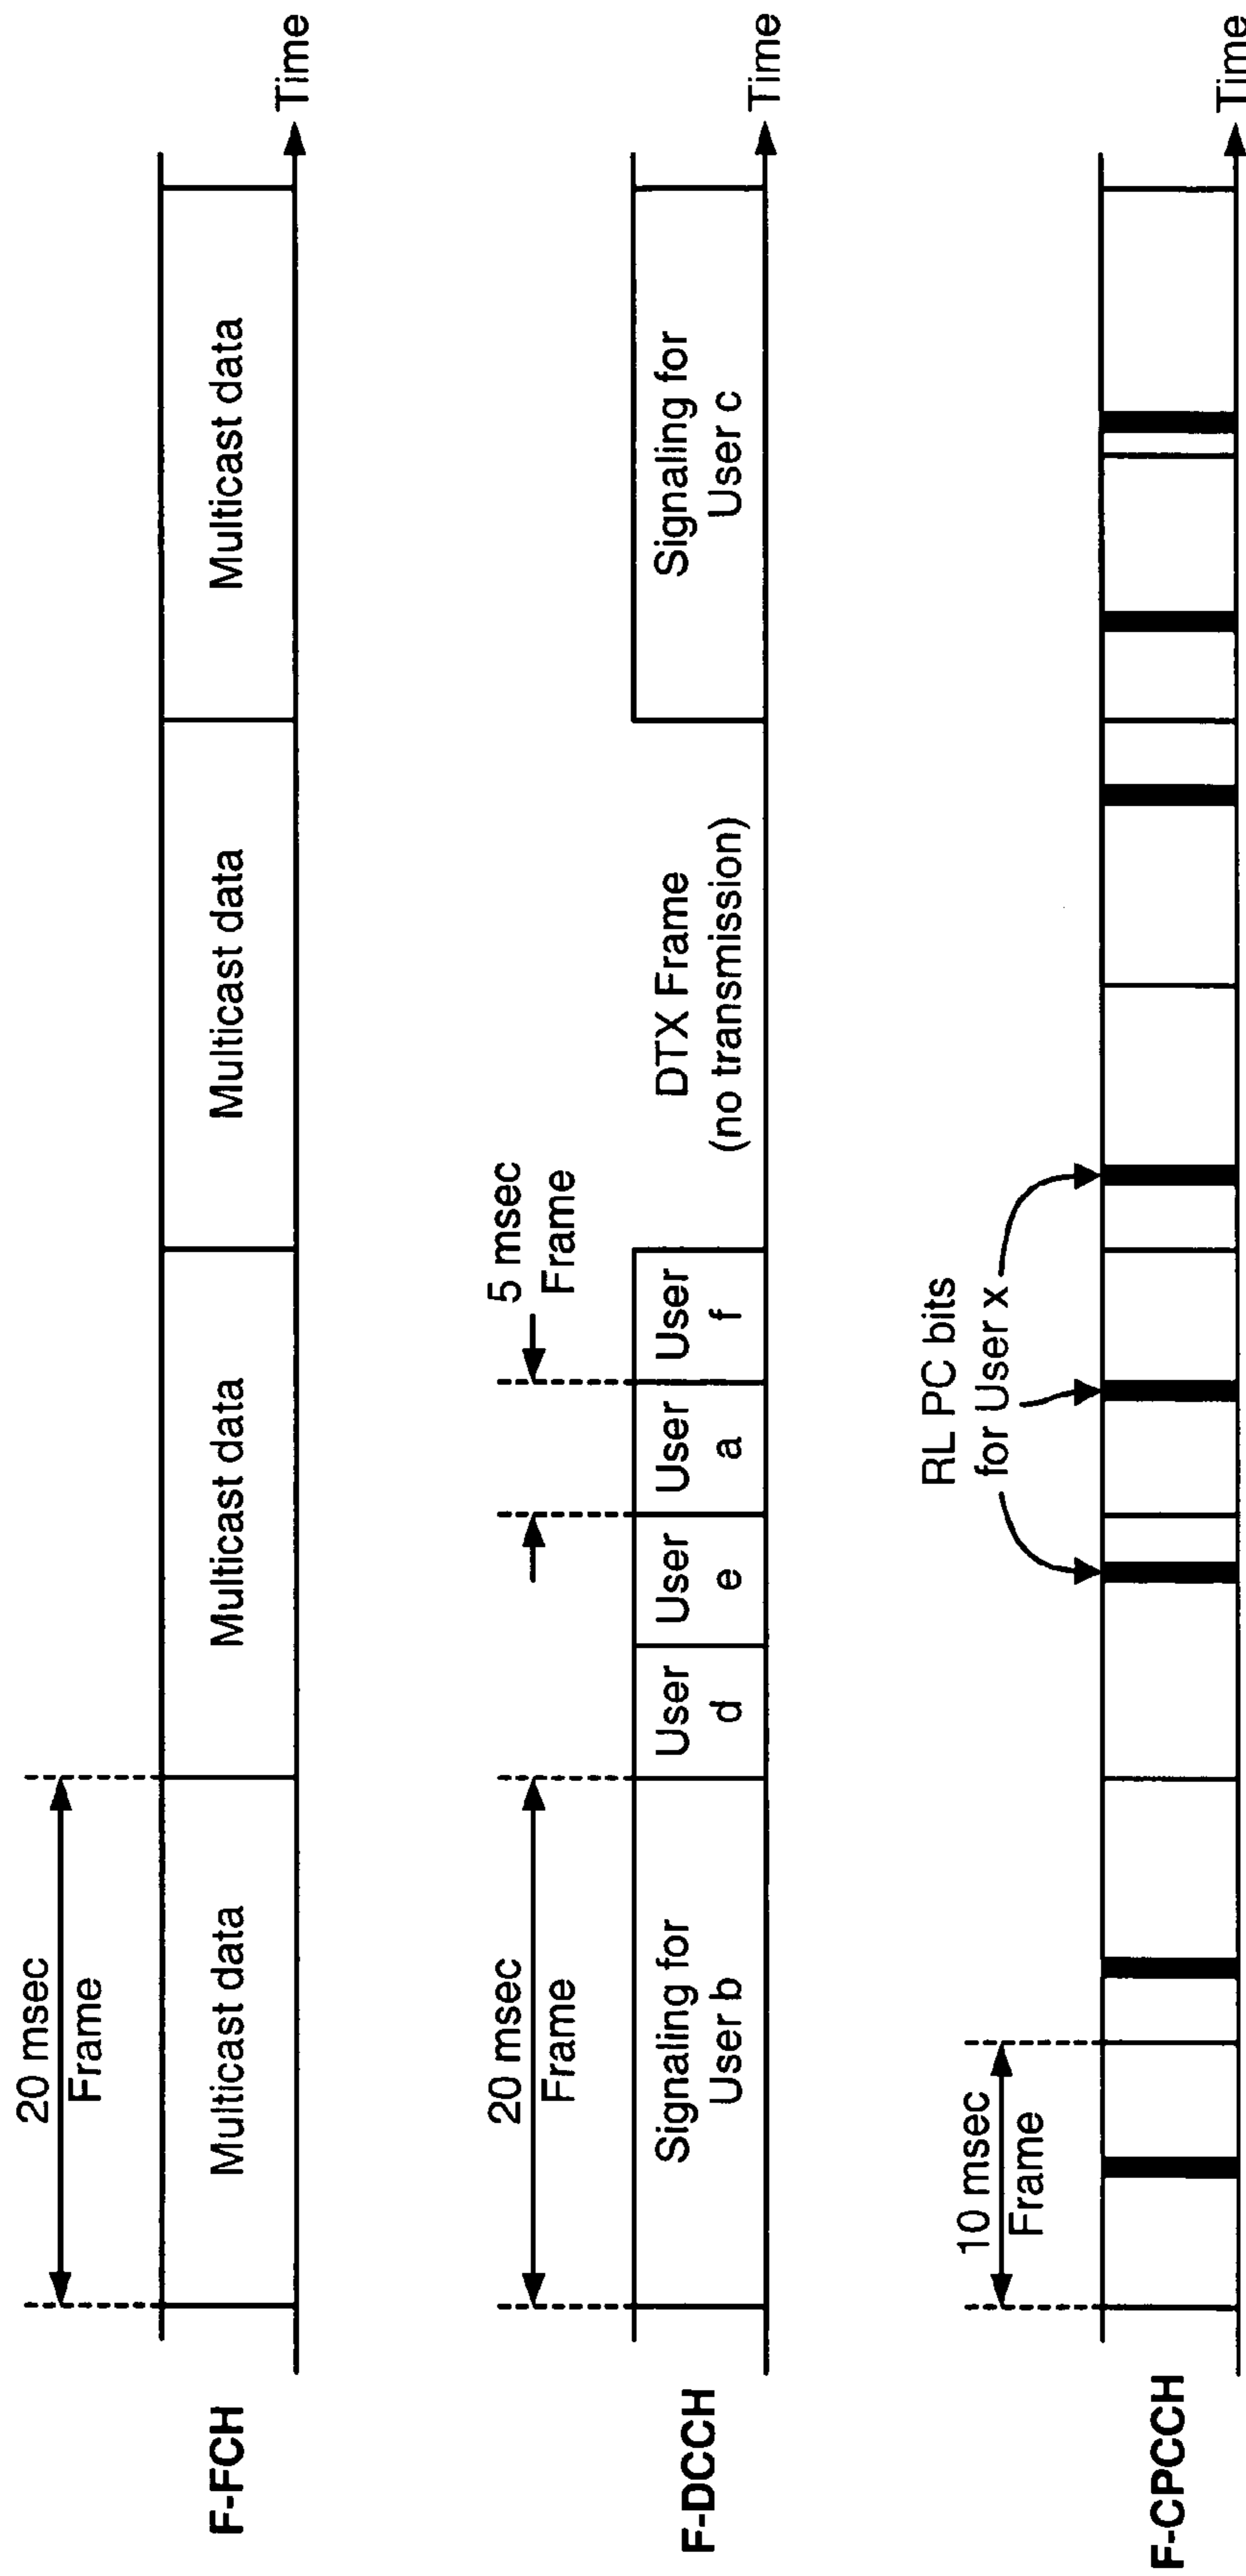 20 msec
Frame
F-FCH
Multicast data
Multicast data
Multicast data
Multicast data
Time
20 msec
Frame
5 msec
Frame
F-DCCH
Signaling for
User b
User
d
User
e
User
a
User
f
DTX Frame
(no transmission)
Signaling for
User c
Time
10 msec
Frame
RL PC bits
for User x
F-CPCCH
Time